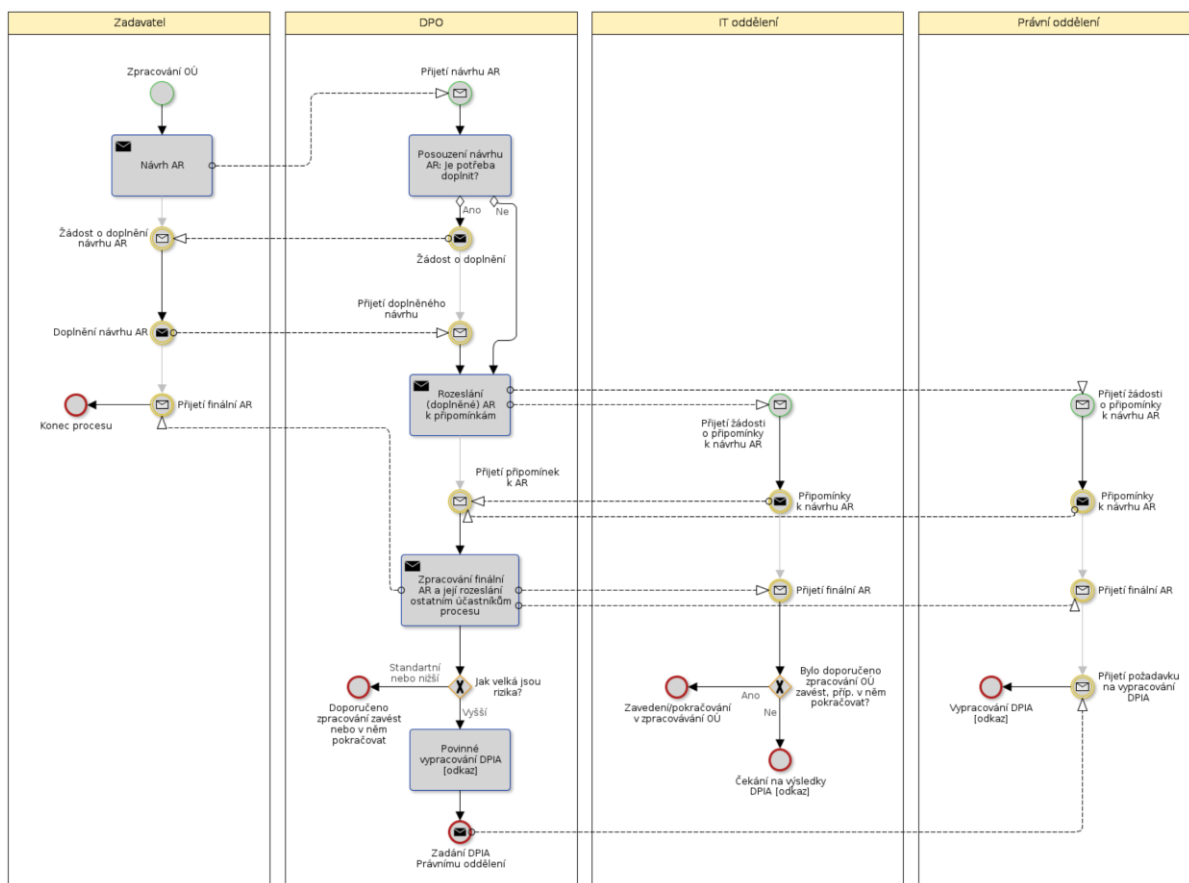 Zadavatel
DPO
IT oddělení
Právní oddělení
Zpracování OÙ
Návrh AR
Žádost o doplnění
návrhu AR
Doplnění návrhu AR
Přijetí finální AR
Konec procesu
Přijetí návrhu AR
Posouzení návrhu
AR: Je potřeba
doplnit?
Ano
Ne
Žádost o doplnění
Přijetí doplněného
návrhu
Rozeslání
(doplněné) AR
k připomínkám
Přijetí připomínek
k AR
Zpracování finální
AR a její rozeslání
ostatním účastníkům
procesu
Standartní
nebo nižší
Jak velká jsou
rizika?
Doporučeno
zpracování zavést
nebo v něm
pokračovat
Vyšší
Povinné
vypracování DPIA
[odkaz]
Zadání DPIA
Právnímu oddělení
Přijetí žádosti
o připomínky
k návrhu AR
Připomínky
k návrhu AR
Přijetí finální AR
Bylo doporučeno
zpracování OÙ
zavést, příp. v něm
pokračovat?
Ano
Ne
Zavedení/pokračování
v zpracovávání OÙ
Čekání na výsledky
DPIA [odkaz]
Přijetí žádosti
o připomínky
k návrhu AR
Připomínky
k návrhu AR
Přijetí finální AR
Přijetí požadavku
na vypracování
DPIA
Vypracování DPIA
[odkaz]